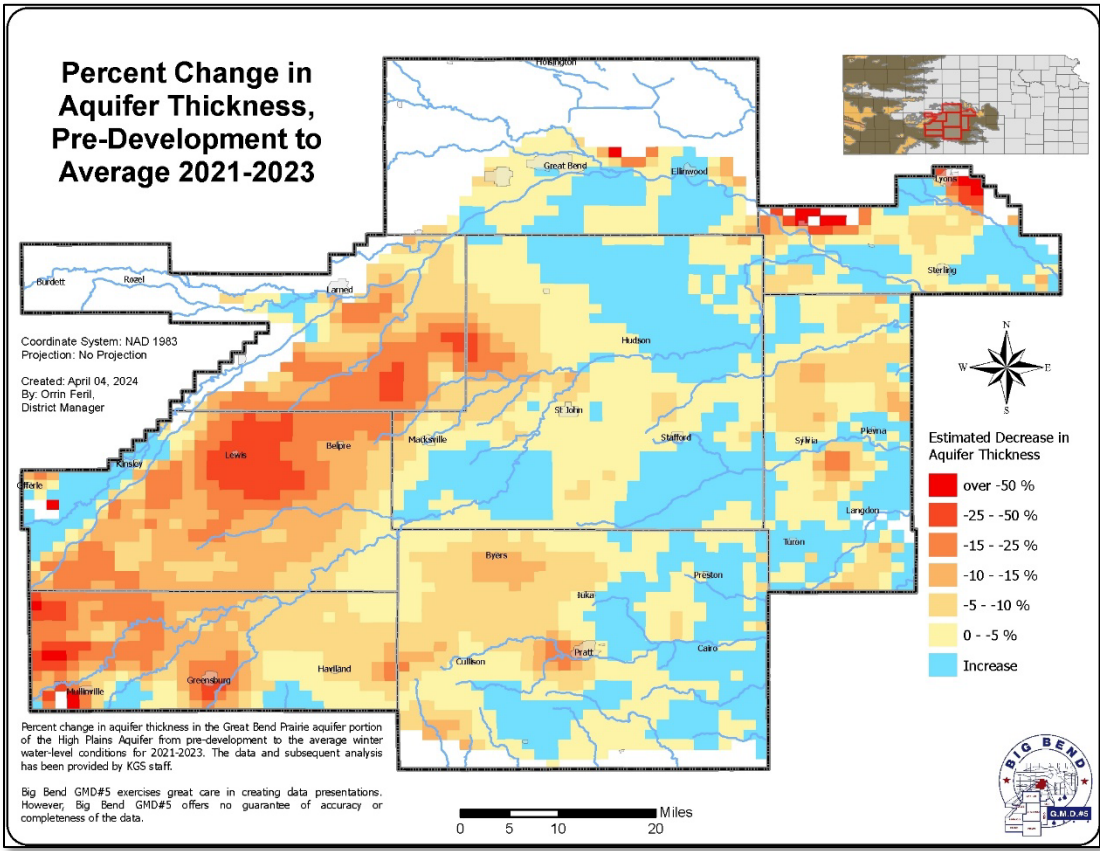 Percent Change in
Aquifer Thickness,
Pre-Development to
Average 2021-2023
Hoisington
Great Bend
Ellinwood
Lyons
Sterling
Burdett
Rozel
Larned
Coordinate System: NAD 1983
Projection: No Projection
Created: April 04, 2024
By: Orrin Feril,
District Manager
Hudson
St John
Macksville
Stafford
Sylvia
Plevna
Belpre
Lewis
Kinsley
Offerle
Langdon
Turon
Byers
Preston
Iuka
Pratt
Cairo
Cullison
Haviland
Greensburg
Mullinville
N
W
E
S
Estimated Decrease in
Aquifer Thickness
over -50 %
-25 - -50 %
-15 - -25 %
-10 - -15 %
-5 - -10 %
0 - -5 %
Increase
Percent change in aquifer thickness in the Great Bend Prairie aquifer portion
of the High Plains Aquifer from pre-development to the average winter
water-level conditions for 2021-2023. The data and subsequent analysis
has been provided by KGS staff.
Big Bend GMD#5 exercises great care in creating data presentations.
However, Big Bend GMD#5 offers no guarantee of accuracy or
completeness of the data.
Miles
0 5 10 20
BIG BEND
G.M.D.#5